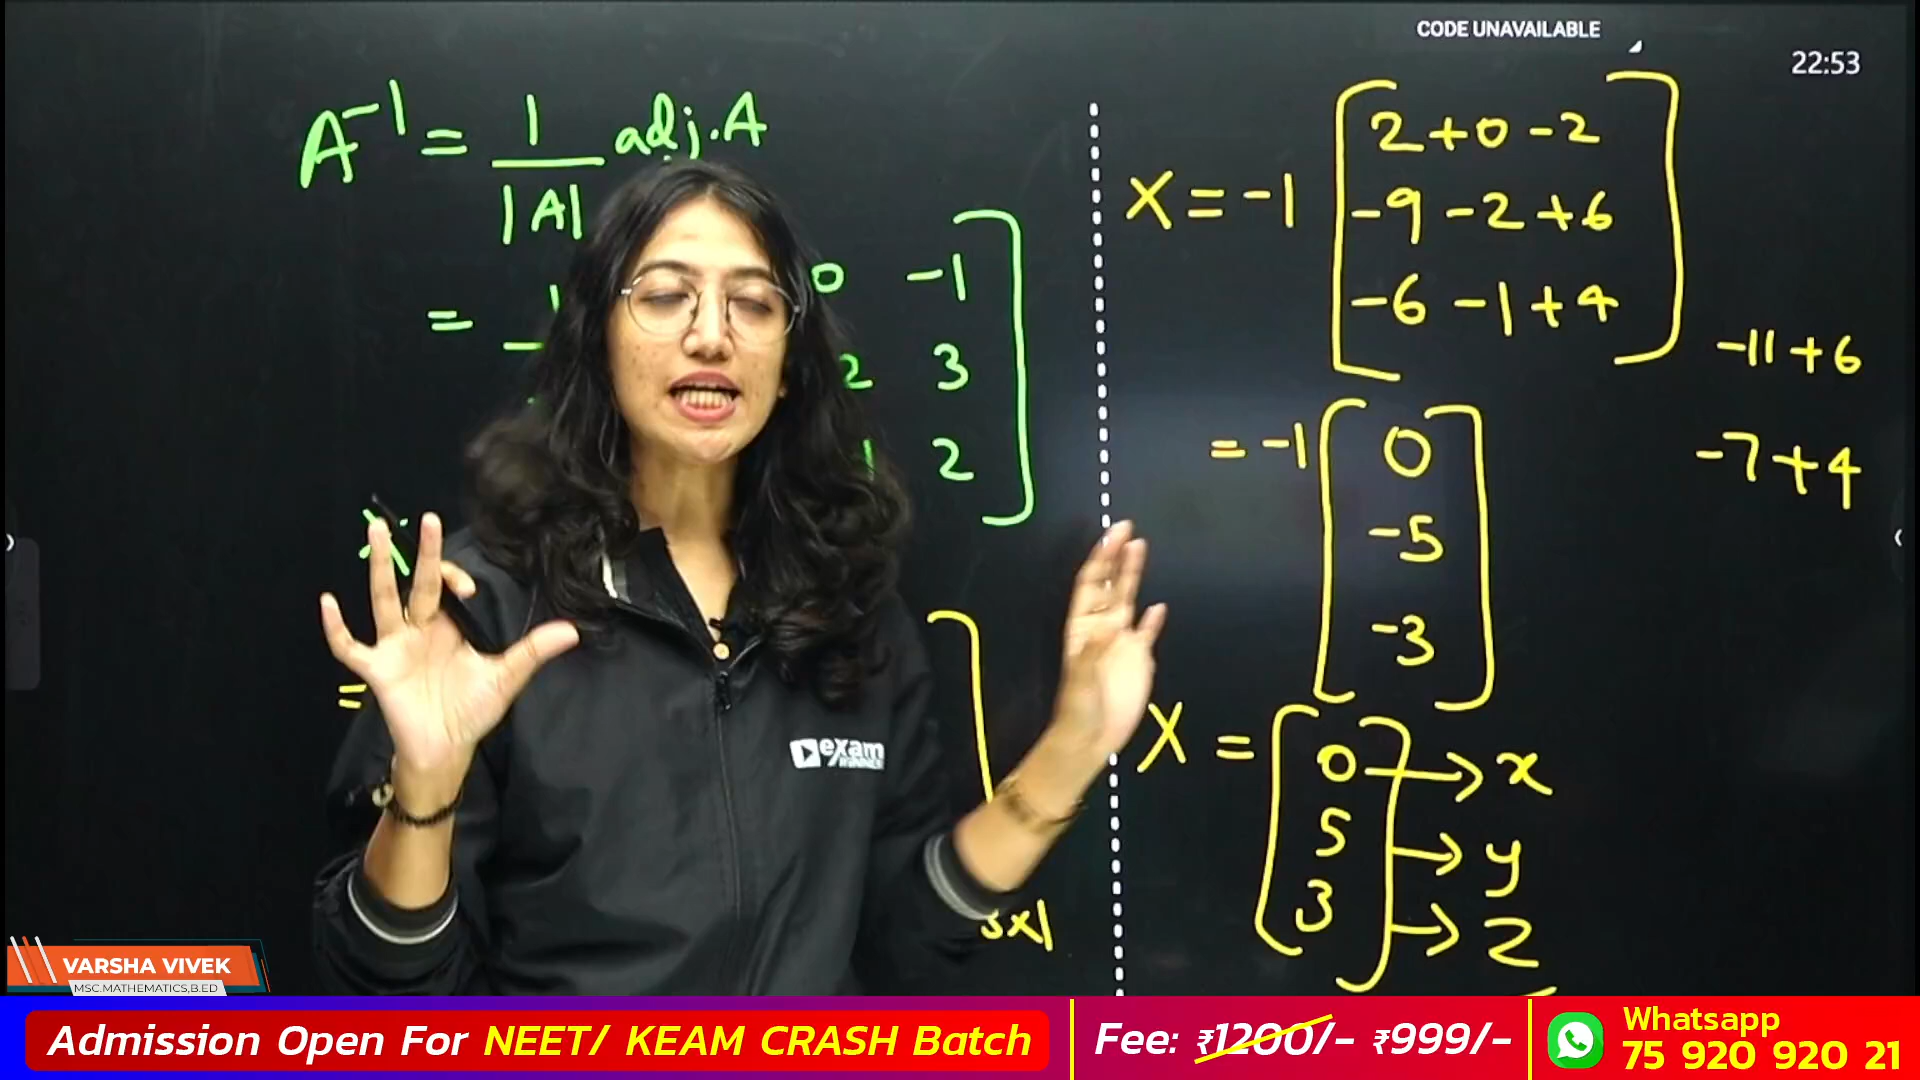 CODE UNAVAILABLE
22:53
A⁻¹ = 1/|A| adj.A
= 0 -1
2 3
1 2
=
3x1
X = -1 [2+0-2
-9-2+6
-6-1+4]
-11+6
-7+4
= -1 [0
-5
-3]
X = [0 → x
5 → y
3] → z
exam
WINNER
VARSHA VIVEK
MSC.MATHEMATICS,B.ED
Admission Open For NEET/ KEAM CRASH Batch
Fee: ₹1200/- ₹999/-
Whatsapp
75 920 920 21